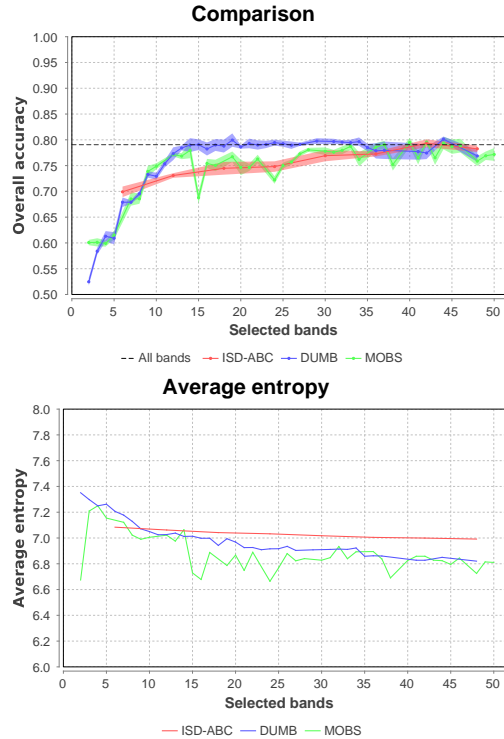 Comparison
1.00
0.95
0.90
0.85
0.80
0.75
0.70
0.65
0.60
0.55
0.50
Overall accuracy
0 5 10 15 20 25 30 35 40 45 50
Selected bands
All bands ISD-ABC DUMB MOBS
Average entropy
8.0
7.8
7.6
7.4
7.2
7.0
6.8
6.6
6.4
6.2
6.0
Average entropy
0 5 10 15 20 25 30 35 40 45 50
Selected bands
ISD-ABC DUMB MOBS